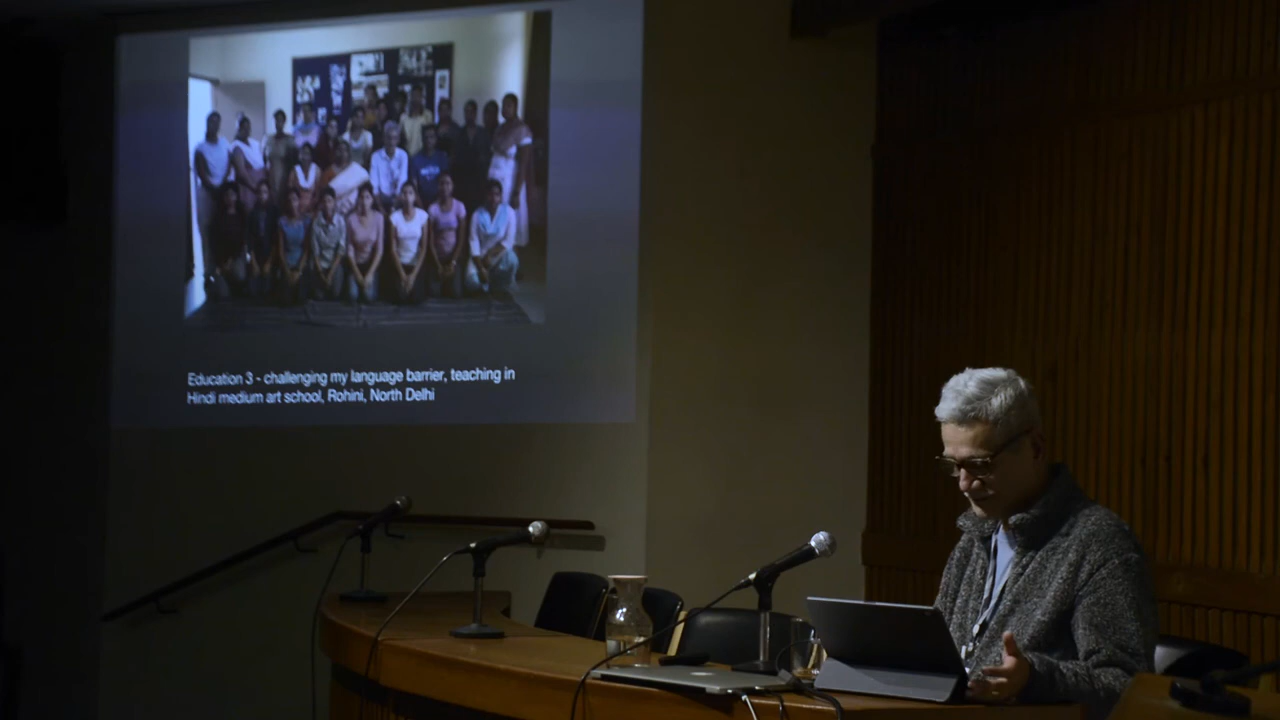 Education 3 - challenging my language barrier, teaching in
Hindi medium art school, Rohini, North Delhi